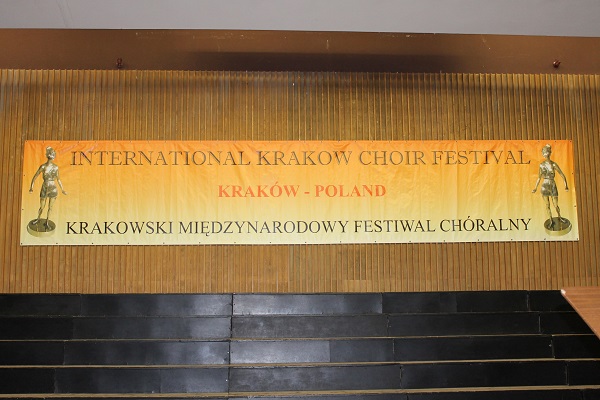 INTERNATIONAL KRAKOW CHOIR FESTIVAL
KRAKÓW - POLAND
KRAKOWSKI MIĘDZYNARODOWY FESTIWAL CHÓRALNY